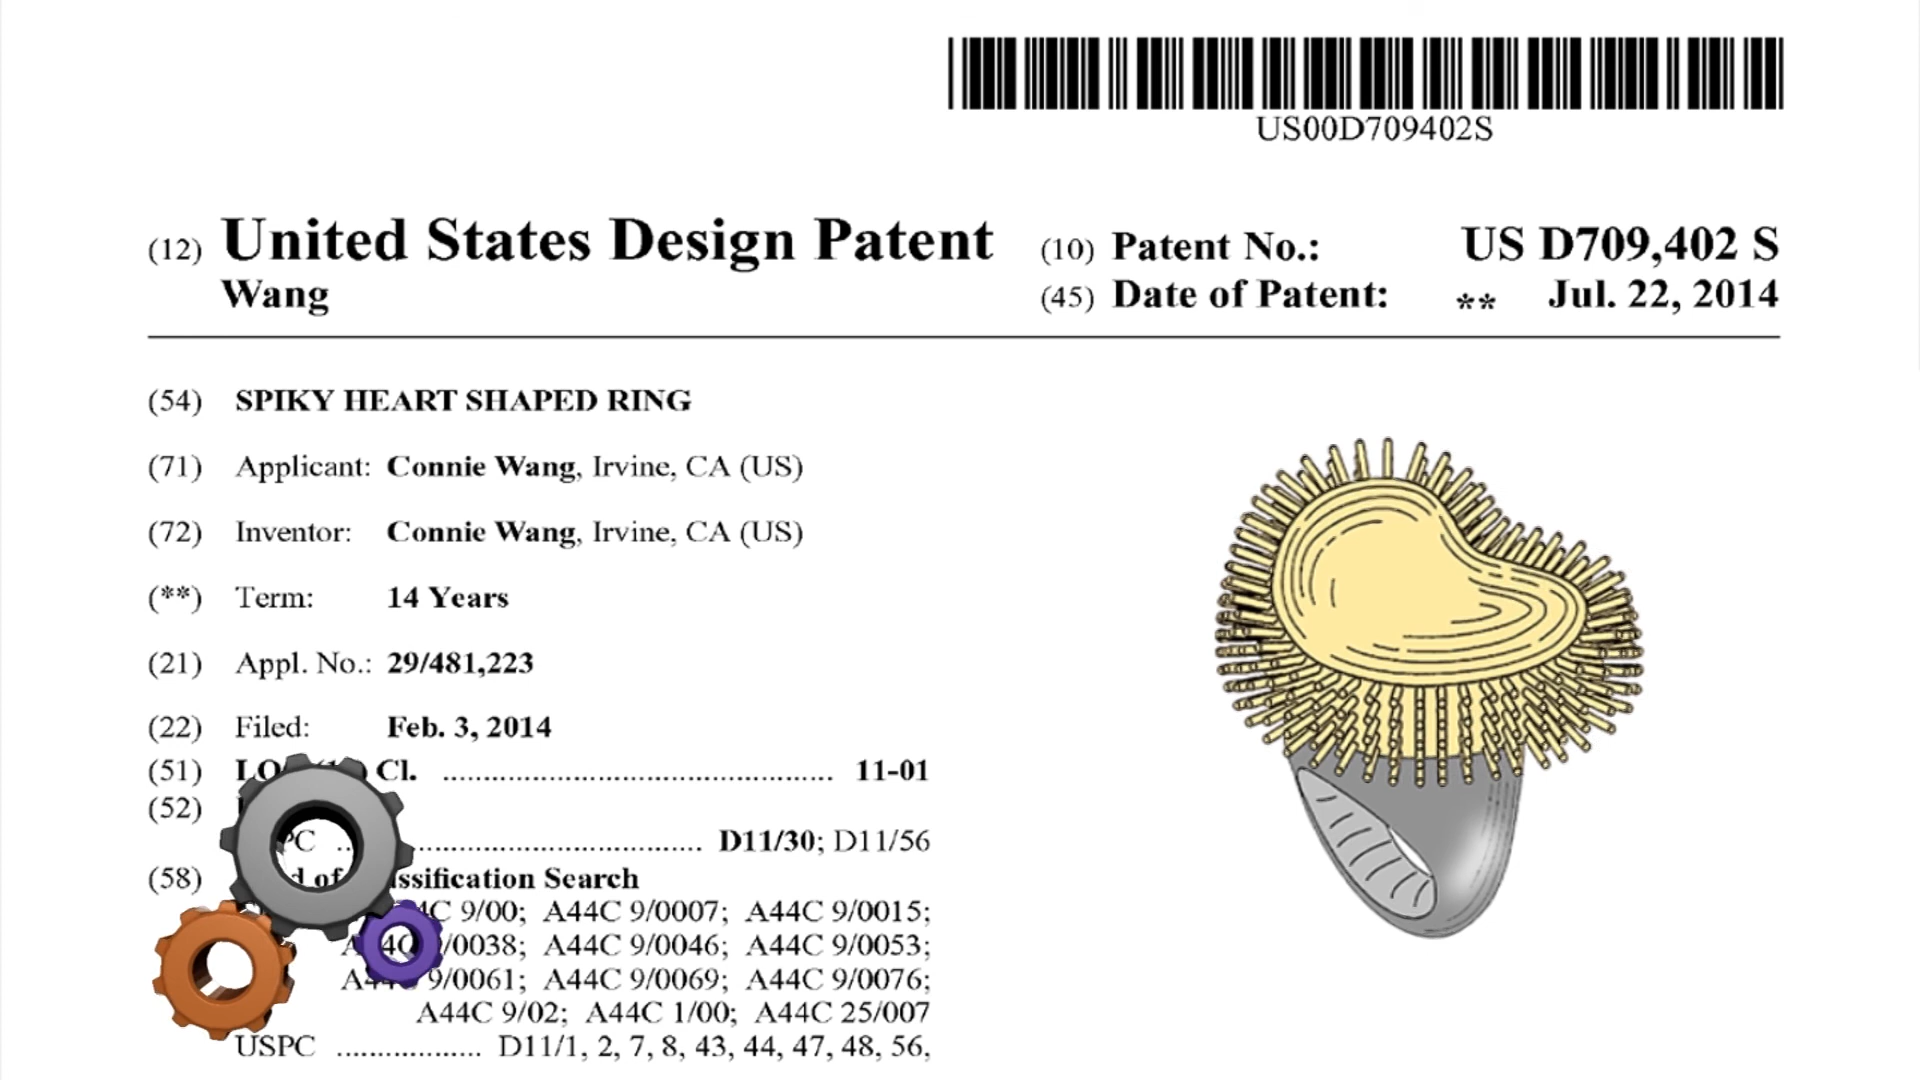 US00D709402S
(12) United States Design Patent (10) Patent No.: US D709,402 S
Wang (45) Date of Patent: ** Jul. 22, 2014
(54) SPIKY HEART SHAPED RING
(71) Applicant: Connie Wang, Irvine, CA (US)
(72) Inventor: Connie Wang, Irvine, CA (US)
(**) Term: 14 Years
(21) Appl. No.: 29/481,223
(22) Filed: Feb. 3, 2014
(51) Cl. ................................................ 11-01
(52)
.................................... D11/30; D11/56
(58) of Search
9/00; A44C 9/0007; A44C 9/0015;
/0038; A44C 9/0046; A44C 9/0053;
9/0061; A44C 9/0069; A44C 9/0076;
A44C 9/02; A44C 1/00; A44C 25/007
USPC .................. D11/1, 2, 7, 8, 43, 44, 47, 48, 56,